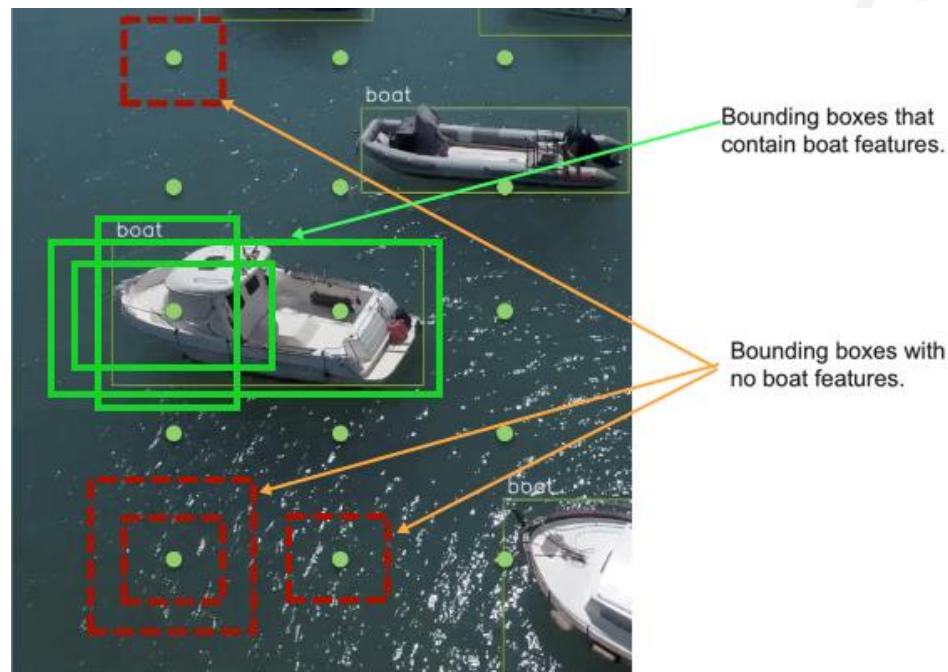 boat
Bounding boxes that
contain boat features.
boat
Bounding boxes with
no boat features.
boat